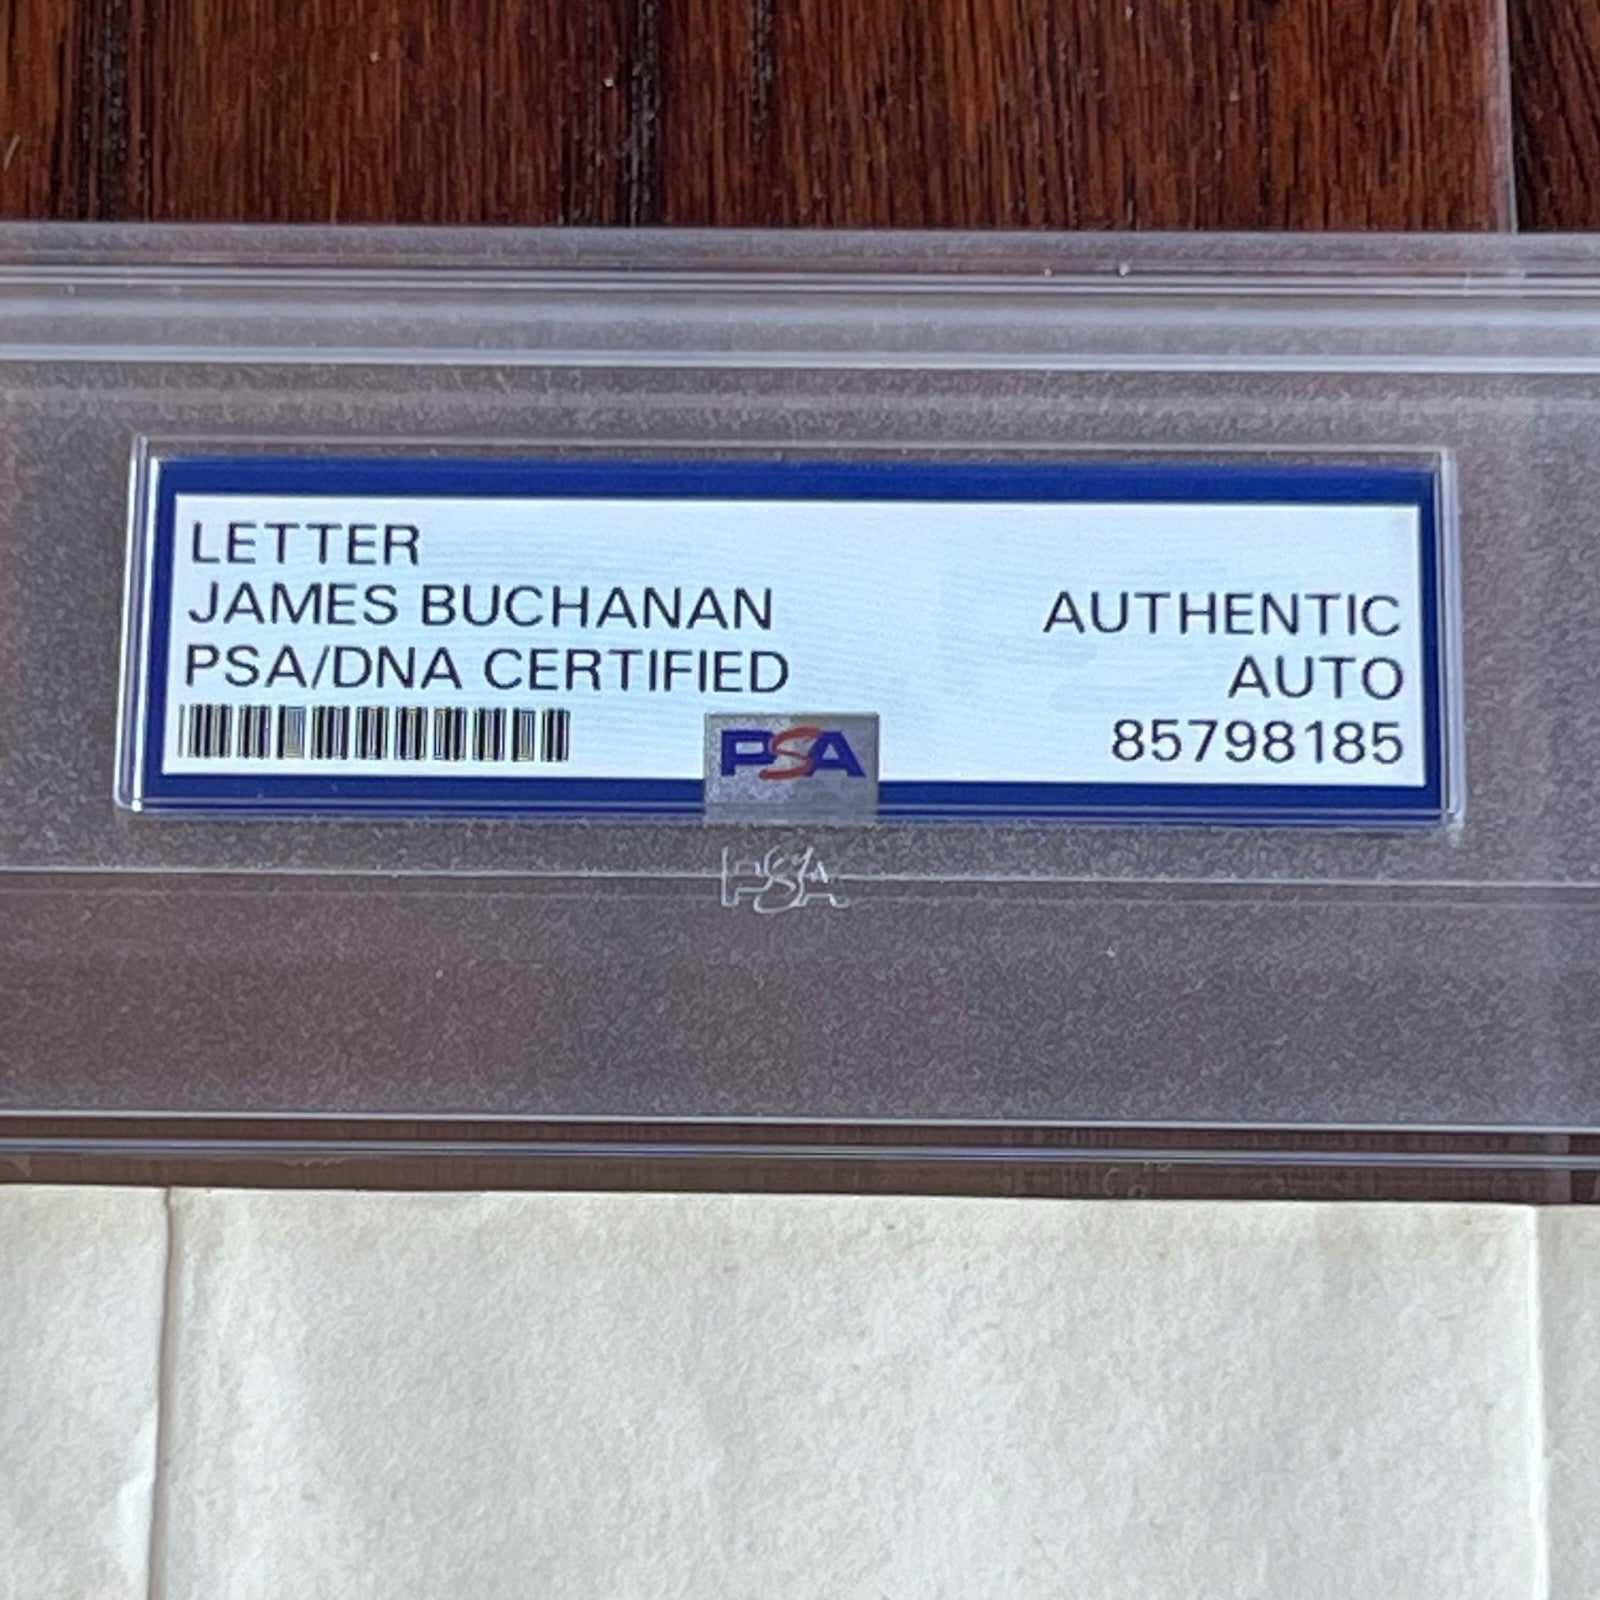 LETTER
JAMES BUCHANAN
PSA/DNA CERTIFIED
AUTHENTIC
AUTO
85798185
PSA
PSA